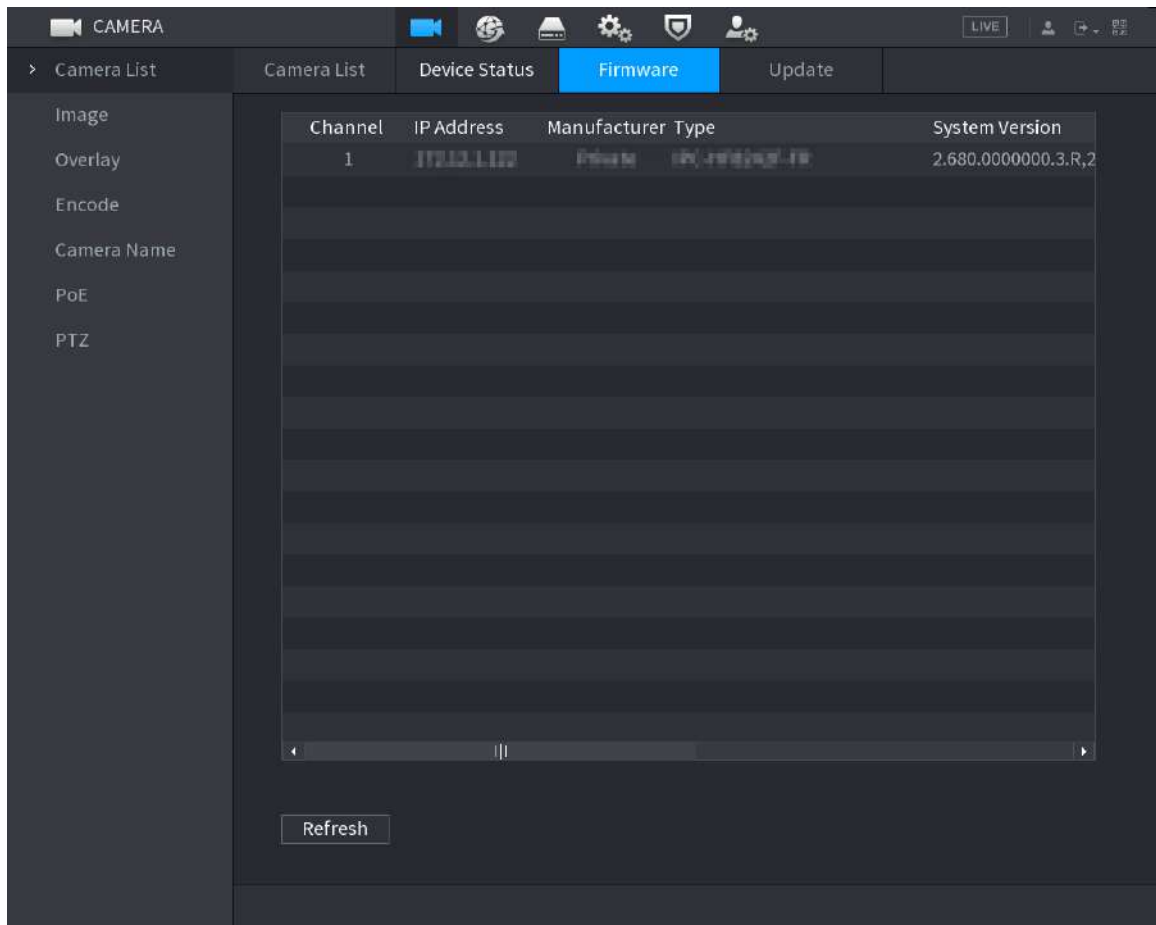 CAMERA
LIVE
Camera List
Camera List Device Status Firmware Update
Image
Overlay
Encode
Camera Name
PoE
PTZ
Channel IP Address Manufacturer Type System Version
1 2.680.0000000.3.R,2
Refresh